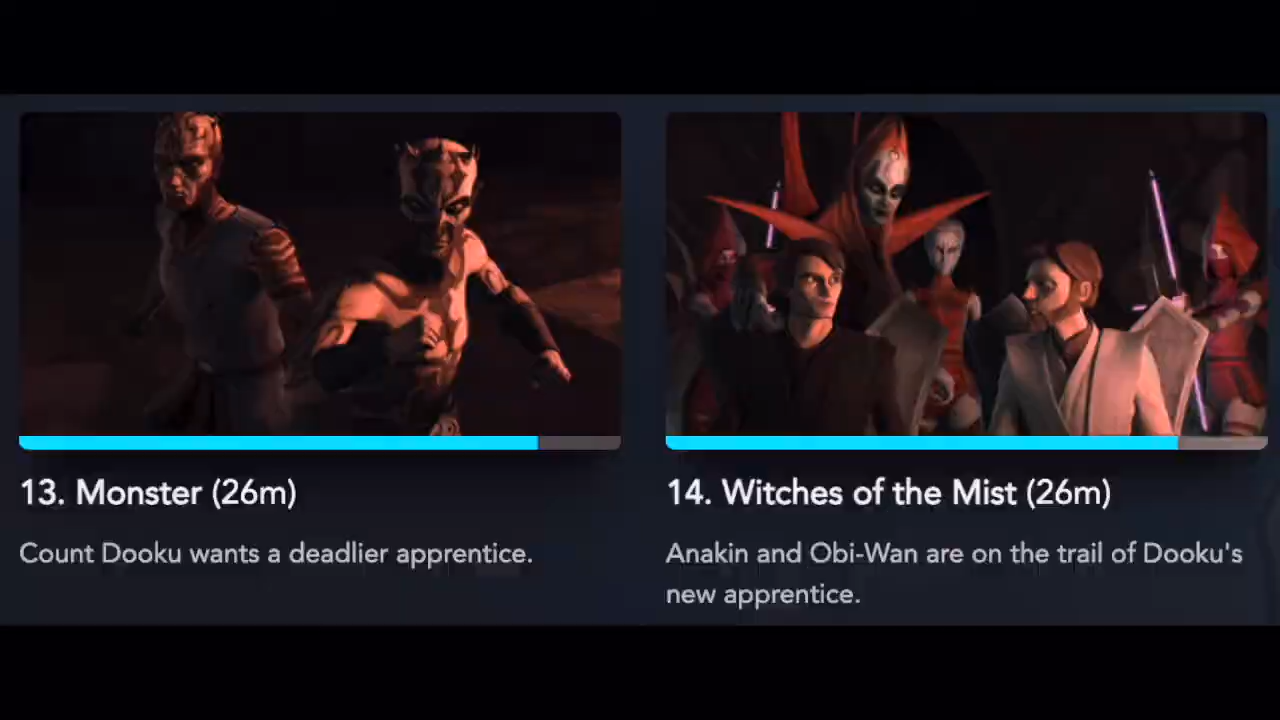 13. Monster (26m)
Count Dooku wants a deadlier apprentice.
14. Witches of the Mist (26m)
Anakin and Obi-Wan are on the trail of Dooku's
new apprentice.